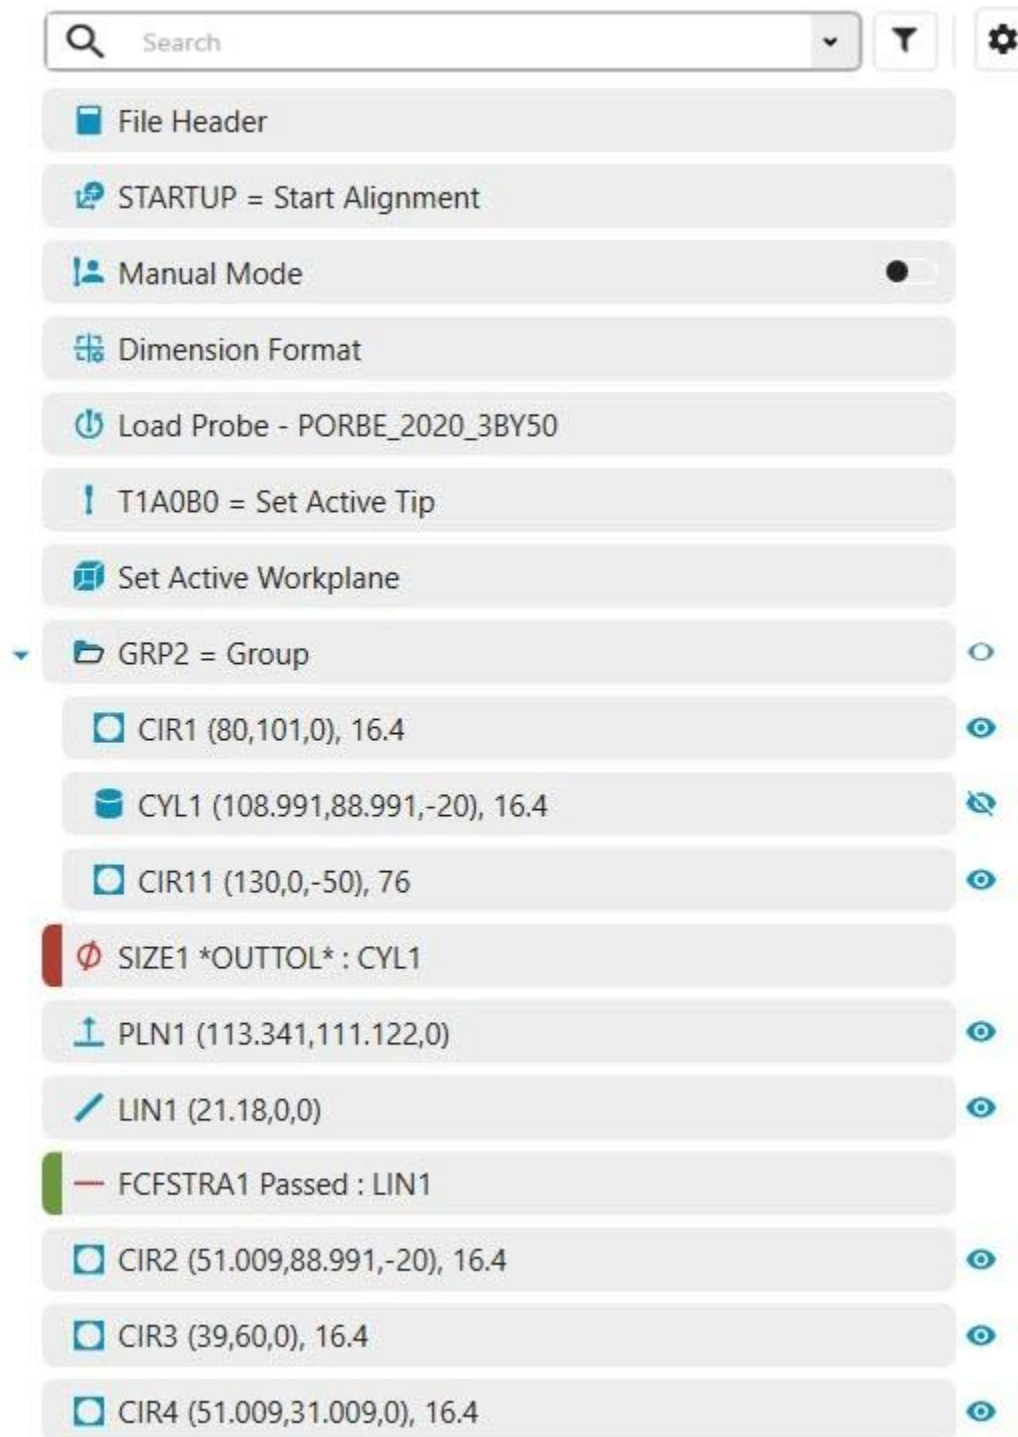 Search
File Header
STARTUP = Start Alignment
Manual Mode
Dimension Format
Load Probe - PORBE_2020_3BY50
T1A0B0 = Set Active Tip
Set Active Workplane
GRP2 = Group
CIR1 (80,101,0), 16.4
CYL1 (108.991,88.991,-20), 16.4
CIR11 (130,0,-50), 76
SIZE1 *OUTTOL* : CYL1
PLN1 (113.341,111.122,0)
LIN1 (21.18,0,0)
FCFSTRA1 Passed : LIN1
CIR2 (51.009,88.991,-20), 16.4
CIR3 (39,60,0), 16.4
CIR4 (51.009,31.009,0), 16.4